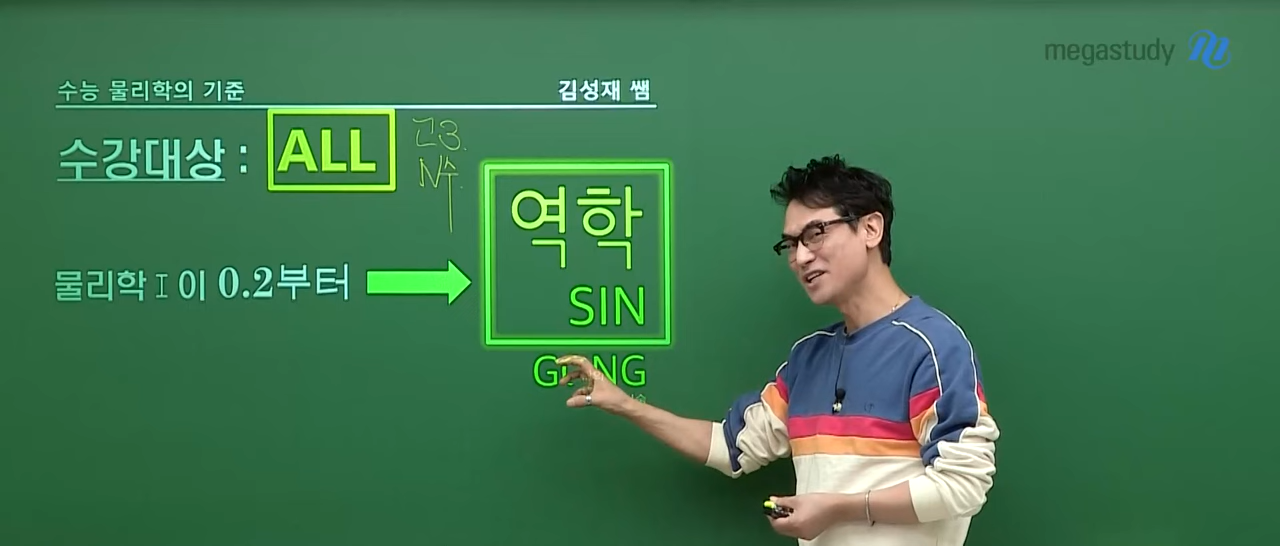 megastudy
수능 물리학의 기준 김성재 쌤
수강대상 : ALL
고3.
N수.
역학
SIN
물리학 I 이 0.2부터